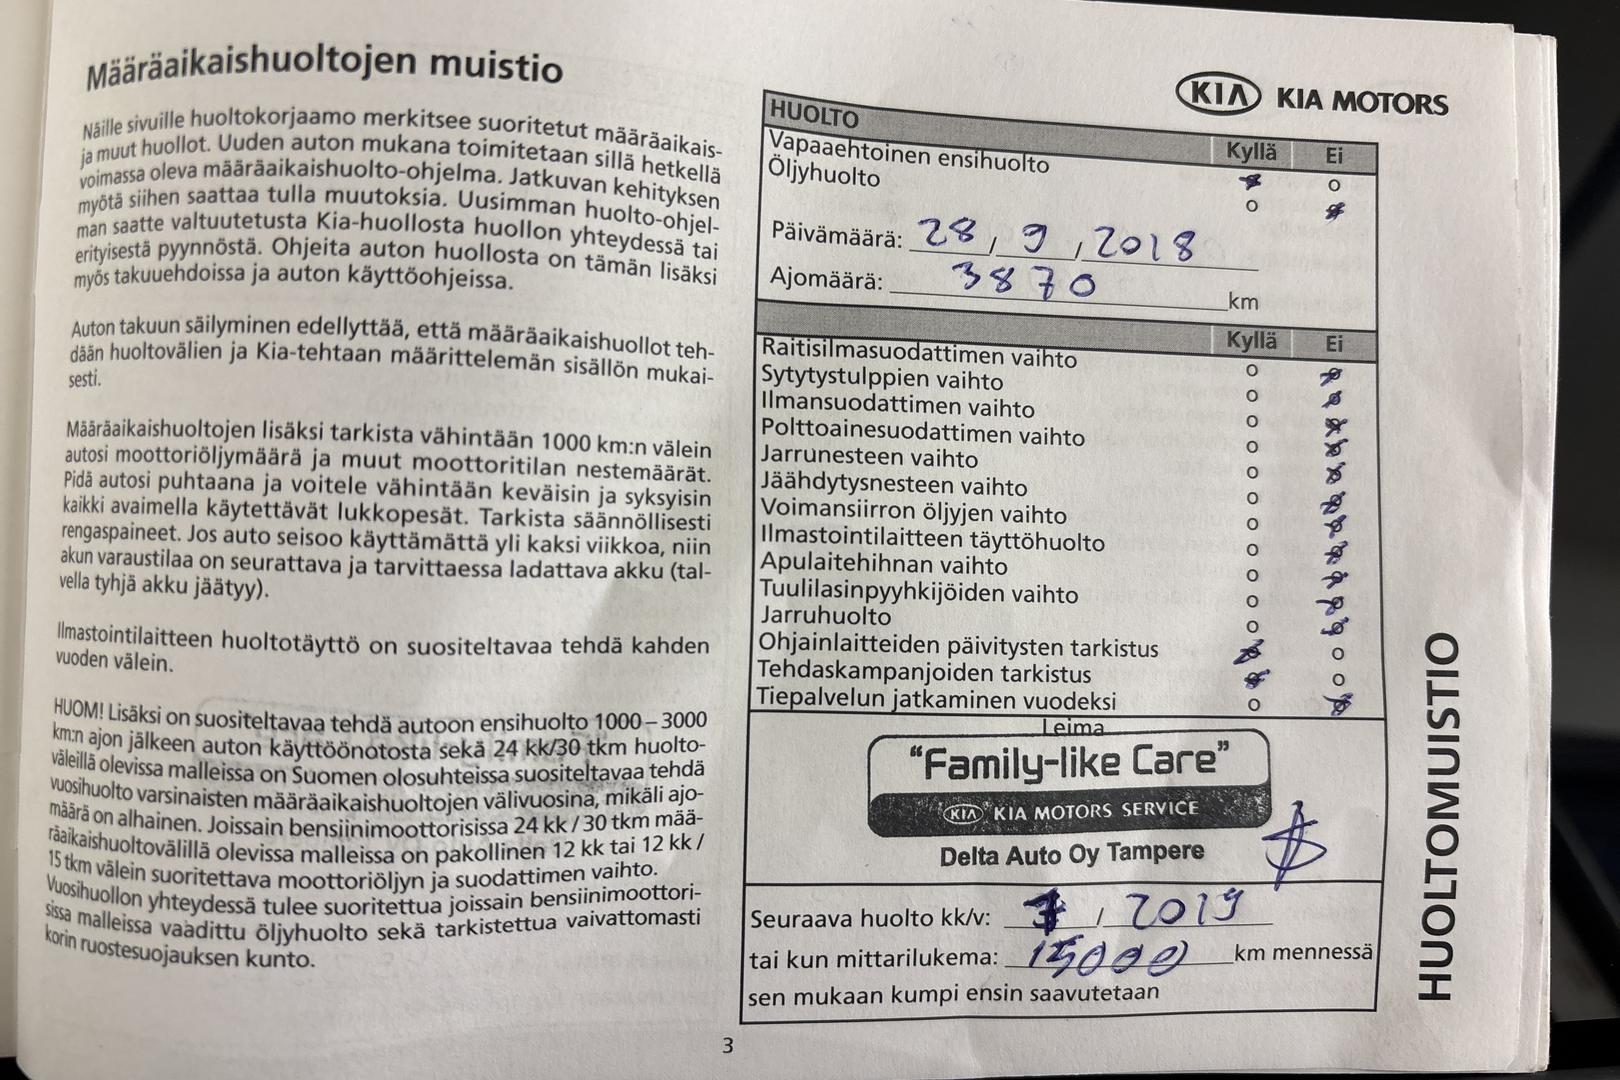 Määräaikaishuoltojen muistio
Näille sivuille huoltokorjaamo merkitsee suoritetut määräaikais-
ja muut huollot. Uuden auton mukana toimitetaan sillä hetkellä
voimassa oleva määräaikaishuolto-ohjelma. Jatkuvan kehityksen
myötä siihen saattaa tulla muutoksia. Uusimman huolto-ohjel-
man saatte valtuutetusta Kia-huollosta huollon yhteydessä tai
erityisestä pyynnöstä. Ohjeita auton huollosta on tämän lisäksi
myös takuuehdoissa ja auton käyttöohjeissa.
Auton takuun säilyminen edellyttää, että määräaikaishuollot teh-
dään huoltovälien ja Kia-tehtaan määrittelemän sisällön mukai-
sesti.
Määräaikaishuoltojen lisäksi tarkista vähintään 1000 km:n välein
autosi moottoriöljymäärä ja muut moottoritilan nestemäärät.
Pidä autosi puhtaana ja voitele vähintään keväisin ja syksyisin
kaikki avaimella käytettävät lukkopesät. Tarkista säännöllisesti
rengaspaineet. Jos auto seisoo käyttämättä yli kaksi viikkoa, niin
akun varaustilaa on seurattava ja tarvittaessa ladattava akku (tal-
vella tyhjä akku jäätyy).
Ilmastointilaitteen huoltotäyttö on suositeltavaa tehdä kahden
vuoden välein.
HUOM! Lisäksi on suositeltavaa tehdä autoon ensihuolto 1000 – 3000
km:n ajon jälkeen auton käyttöönotosta sekä 24 kk/30 tkm huolto-
väleillä olevissa malleissa on Suomen olosuhteissa suositeltavaa tehdä
vuosihuolto varsinaisten määräaikaishuoltojen välivuosina, mikäli ajo-
määrä on alhainen. Joissain bensiinimoottorisissa 24 kk / 30 tkm mää-
räaikaishuoltovälillä olevissa malleissa on pakollinen 12 kk tai 12 kk /
15 tkm välein suoritettava moottoriöljyn ja suodattimen vaihto.
Vuosihuollon yhteydessä tulee suoritettua joissain bensiinimoottori-
sissa malleissa vaadittu öljyhuolto sekä tarkistettua vaivattomasti
korin ruostesuojauksen kunto.
KIA KIA MOTORS
HUOLTO Kyllä Ei
Vapaaehtoinen ensihuolto o
Öljyhuolto o
Päivämäärä: 28 / 9 / 2018
Ajomäärä: 3870 km
Kyllä Ei
Raitisilmasuodattimen vaihto o
Sytytystulppien vaihto o
Ilmansuodattimen vaihto o
Polttoainesuodattimen vaihto o
Jarrunesteen vaihto o
Jäähdytysnesteen vaihto o
Voimansiirron öljyjen vaihto o
Ilmastointilaitteen täyttöhuolto o
Apulaitehihnan vaihto o
Tuulilasinpyyhkijöiden vaihto o
Jarruhuolto o
Ohjainlaitteiden päivitysten tarkistus o
Tehdaskampanjoiden tarkistus o
Tiepalvelun jatkaminen vuodeksi o
Leima
"Family-like Care"
KIA KIA MOTORS SERVICE
Delta Auto Oy Tampere
Seuraava huolto kk/v: / 2019
tai kun mittarilukema: 15000 km mennessä
sen mukaan kumpi ensin saavutetaan
HUOLTOMUISTIO
3